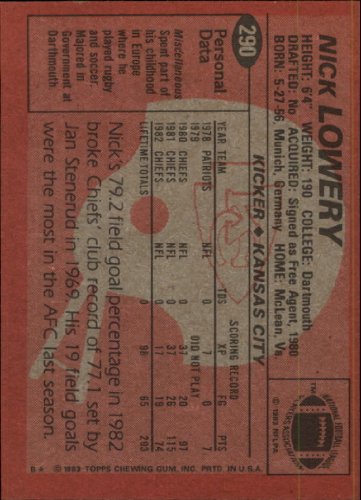 290
NICK LOWERY
KICKER ◆ KANSAS CITY
HEIGHT: 6'4" WEIGHT: 190 COLLEGE: Dartmouth
DRAFTED: No ACQUIRED: Signed as Free Agent, 1980
BORN: 5-27-56, Munich, Germany HOME: McLean, Va.
NATIONAL FOOTBALL LEAGUE
PLAYERS ASSOCIATION
TM
© 1983 NFLPA
Personal
Data
Miscellaneous
Spent part of
his childhood
in Europe
where he
played rugby
and soccer.
Majored in
Government at
Dartmouth.
SCORING RECORD
YEAR TEAM TDS XP FG PTS
1978 PATRIOTS NFL 0 7 0 7
1979 DID NOT PLAY
1980 CHIEFS NFL 0 37 20 97
1981 CHIEFS NFL 0 37 26 115
1982 CHIEFS NFL 0 17 19 74
LIFETIME TOTALS 0 98 65 293
Nick's 79.2 field goal percentage in 1982
broke Chiefs' club record of 77.1 set by
Jan Stenerud in 1969. His 19 field goals
were the most in the AFC last season.
B* © 1983 TOPPS CHEWING GUM, INC. PRTD. IN U.S.A.